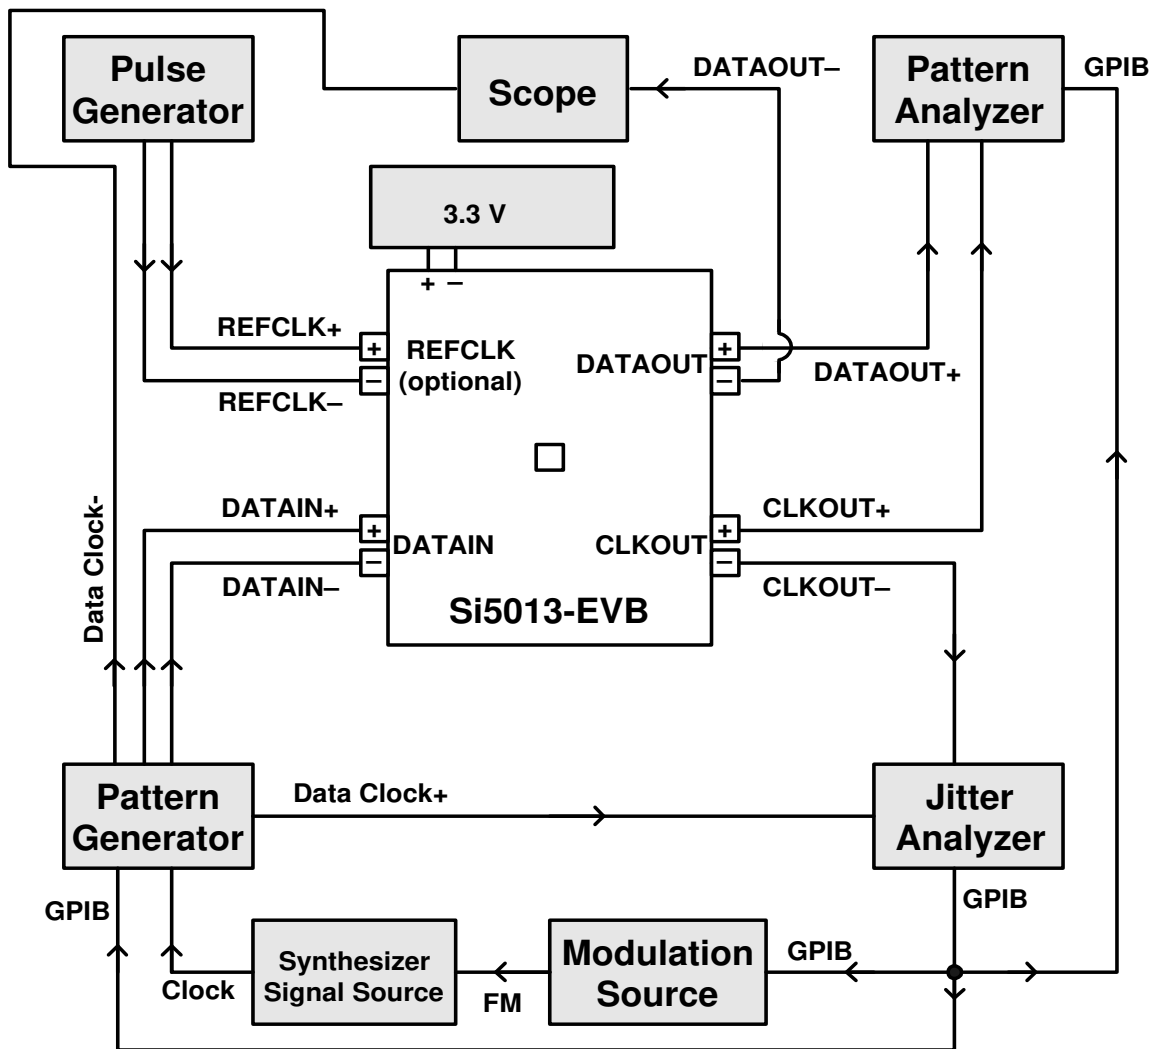 Pulse
Generator
Scope
DATAOUT–
Pattern
Analyzer
GPIB
3.3 V
+ –
REFCLK+
+
REFCLK
(optional)
–
REFCLK–
DATAOUT
+
–
DATAOUT+
Data Clock-
DATAIN+
+
DATAIN
–
DATAIN–
CLKOUT+
+
CLKOUT
–
CLKOUT–
Si5013-EVB
Pattern
Generator
Data Clock+
Jitter
Analyzer
GPIB
GPIB
Synthesizer
Signal Source
Clock
FM
Modulation
Source
GPIB